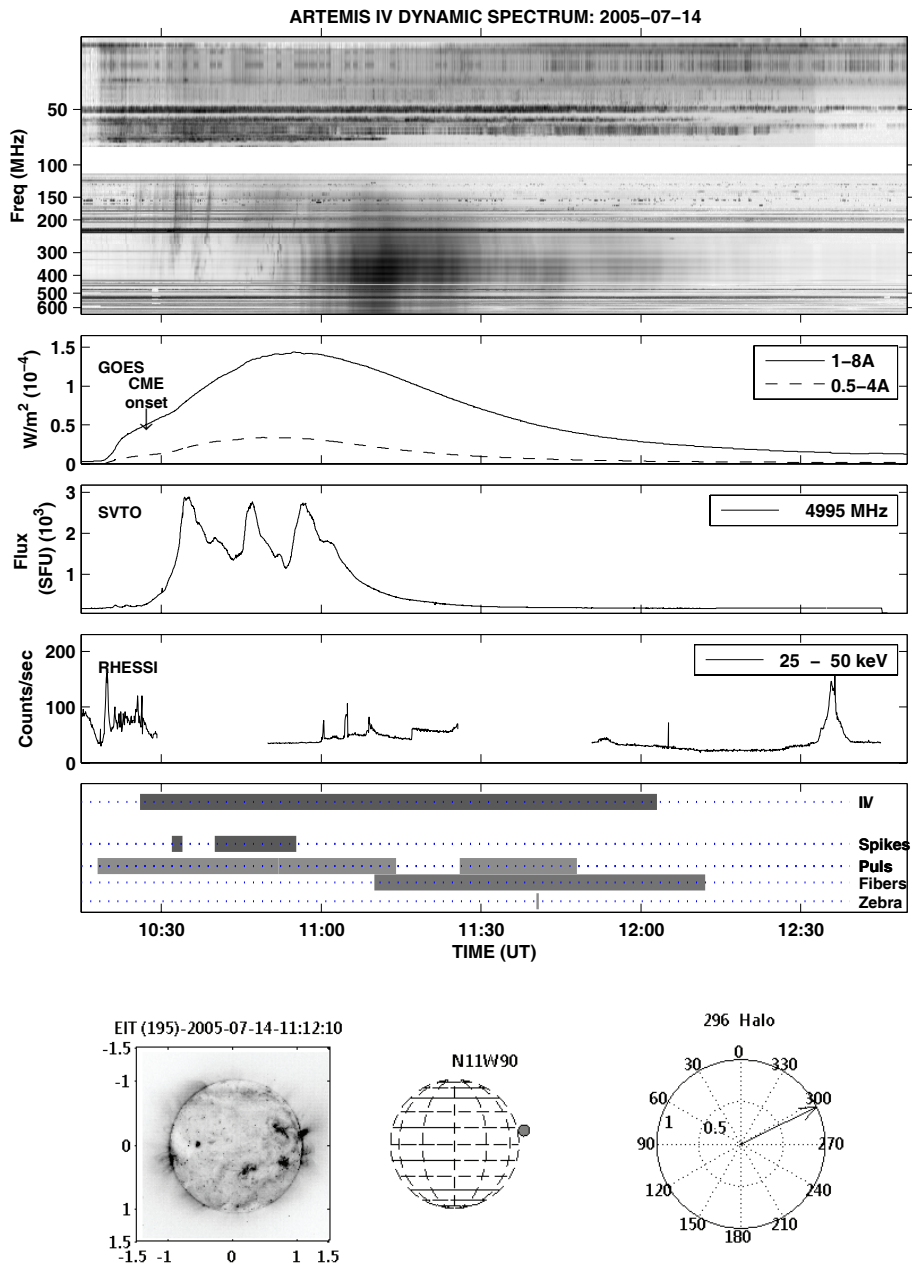 ARTEMIS IV DYNAMIC SPECTRUM: 2005−07−14
Freq (MHz)
50
100
150
200
300
400
500
600
W/m² (10⁻⁴)
1.5
1
0.5
0
GOES
CME
onset
1−8A
0.5−4A
Flux
(SFU) (10³)
3
2
1
SVTO
4995 MHz
Counts/sec
200
100
0
RHESSI
25 − 50 keV
IV
Spikes
Puls
Fibers
Zebra
10:30 11:00 11:30 12:00 12:30
TIME (UT)
EIT (195)-2005-07-14-11:12:10
-1.5
-1
0
1
1.5
-1.5 -1 0 1 1.5
N11W90
296 Halo
0
30 330
60 300
1 0.5
90 270
120 240
150 210
180